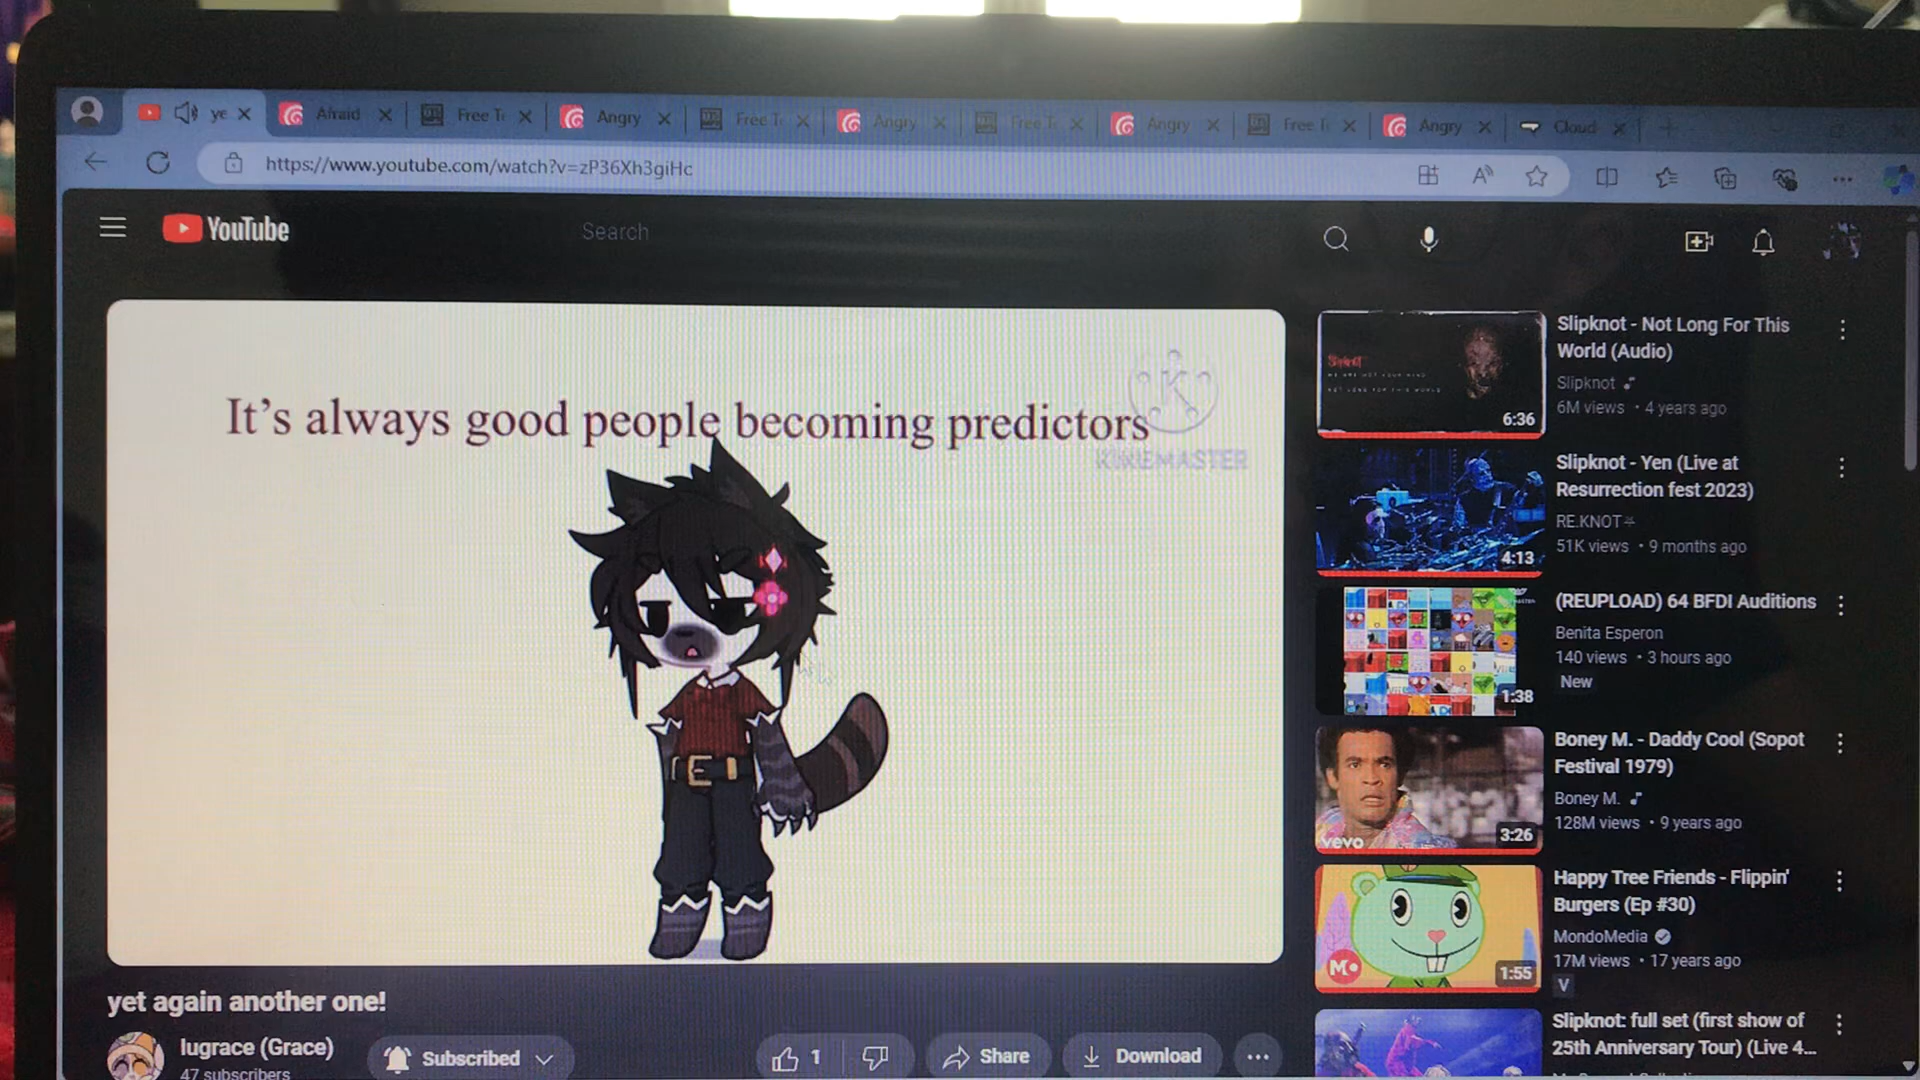 ye
Afraid
Free T
Angry
Free T
Angry
Free T
Angry
Free T
Angry
Cloud
https://www.youtube.com/watch?v=zP36Xh3giHc
YouTube
Search
It's always good people becoming predictors
KINEMASTER
yet again another one!
lugrace (Grace)
47 subscribers
Subscribed
1
Share
Download
Slipknot - Not Long For This
World (Audio)
Slipknot
6M views • 4 years ago
6:36
Slipknot - Yen (Live at
Resurrection fest 2023)
RE.KNOT
51K views • 9 months ago
4:13
(REUPLOAD) 64 BFDI Auditions
Benita Esperon
140 views • 3 hours ago
New
1:38
Boney M. - Daddy Cool (Sopot
Festival 1979)
Boney M.
128M views • 9 years ago
vevo
3:26
Happy Tree Friends - Flippin'
Burgers (Ep #30)
MondoMedia
17M views • 17 years ago
V
M
1:55
Slipknot: full set (first show of
25th Anniversary Tour) (Live 4...